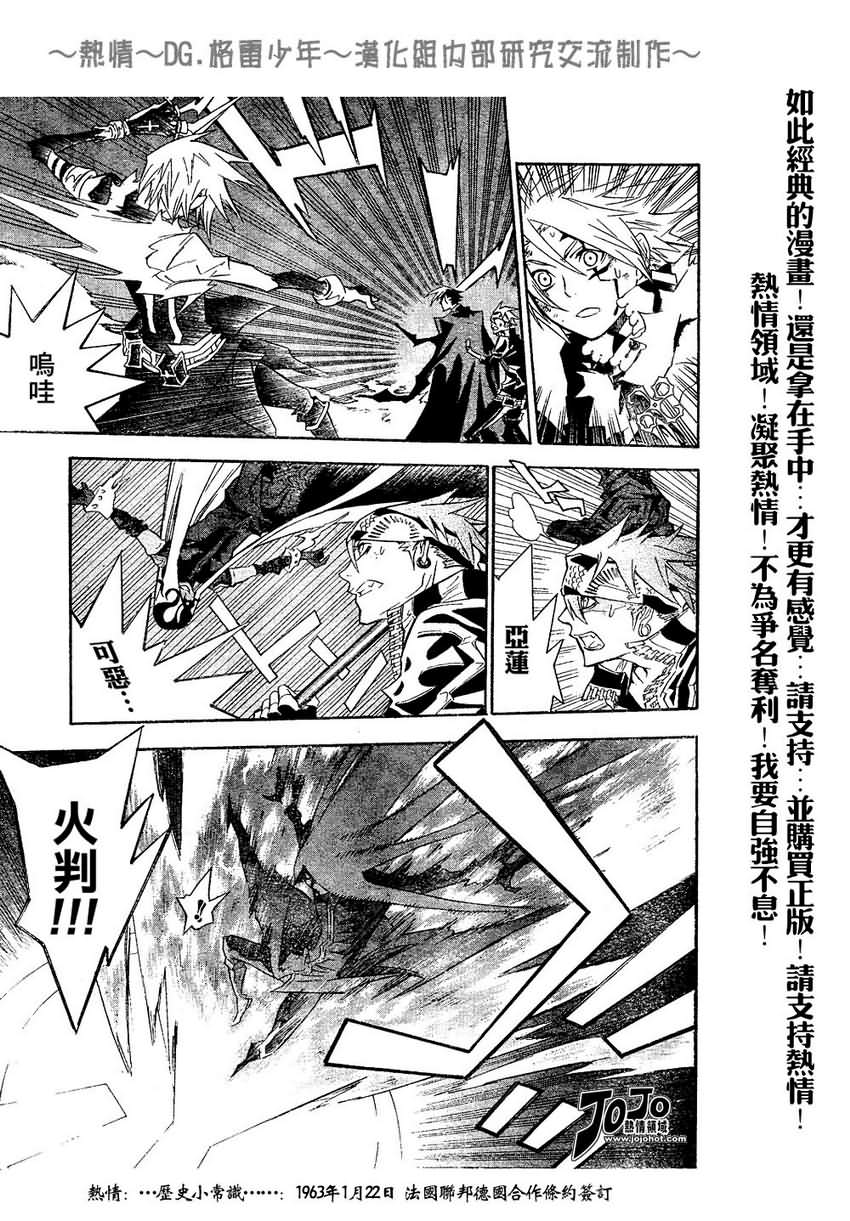 ～熱情～DG.格雷少年～漢化組內部研究交流制作～
如此經典的漫畫！還是拿在手中…才更有感覺…請支持…並購買正版！請支持熱情！
熱情領域！凝聚熱情！不為爭名奪利！我要自強不息！
嗚哇
亞蓮
可惡…
火判!!!
!!
JOJO
熱情領域
www.jojohot.com
熱情：…歷史小常識……：1963年1月22日 法國聯邦德國合作條約簽訂